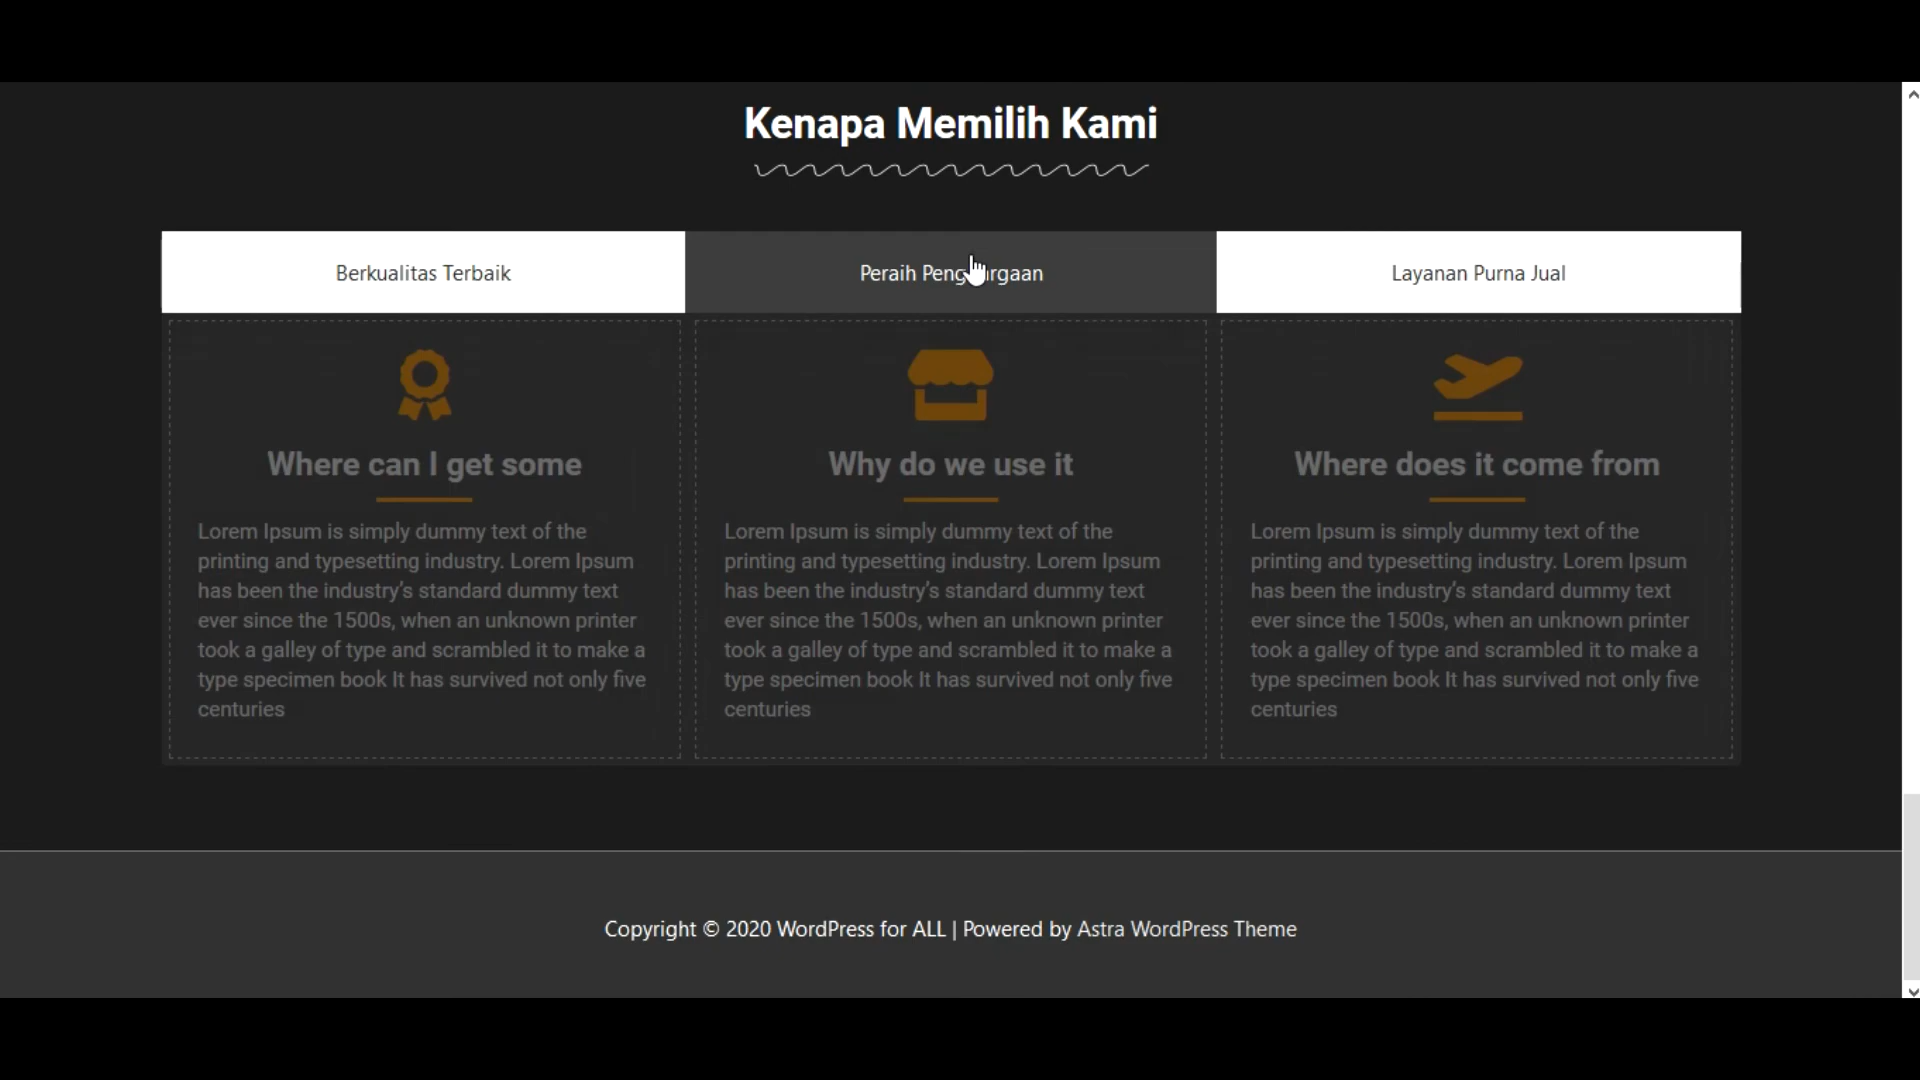 Kenapa Memilih Kami
Berkualitas Terbaik
Peraih Penghargaan
Layanan Purna Jual
Where can I get some
Lorem Ipsum is simply dummy text of the
printing and typesetting industry. Lorem Ipsum
has been the industry’s standard dummy text
ever since the 1500s, when an unknown printer
took a galley of type and scrambled it to make a
type specimen book It has survived not only five
centuries
Why do we use it
Lorem Ipsum is simply dummy text of the
printing and typesetting industry. Lorem Ipsum
has been the industry’s standard dummy text
ever since the 1500s, when an unknown printer
took a galley of type and scrambled it to make a
type specimen book It has survived not only five
centuries
Where does it come from
Lorem Ipsum is simply dummy text of the
printing and typesetting industry. Lorem Ipsum
has been the industry’s standard dummy text
ever since the 1500s, when an unknown printer
took a galley of type and scrambled it to make a
type specimen book It has survived not only five
centuries
Copyright © 2020 WordPress for ALL | Powered by Astra WordPress Theme